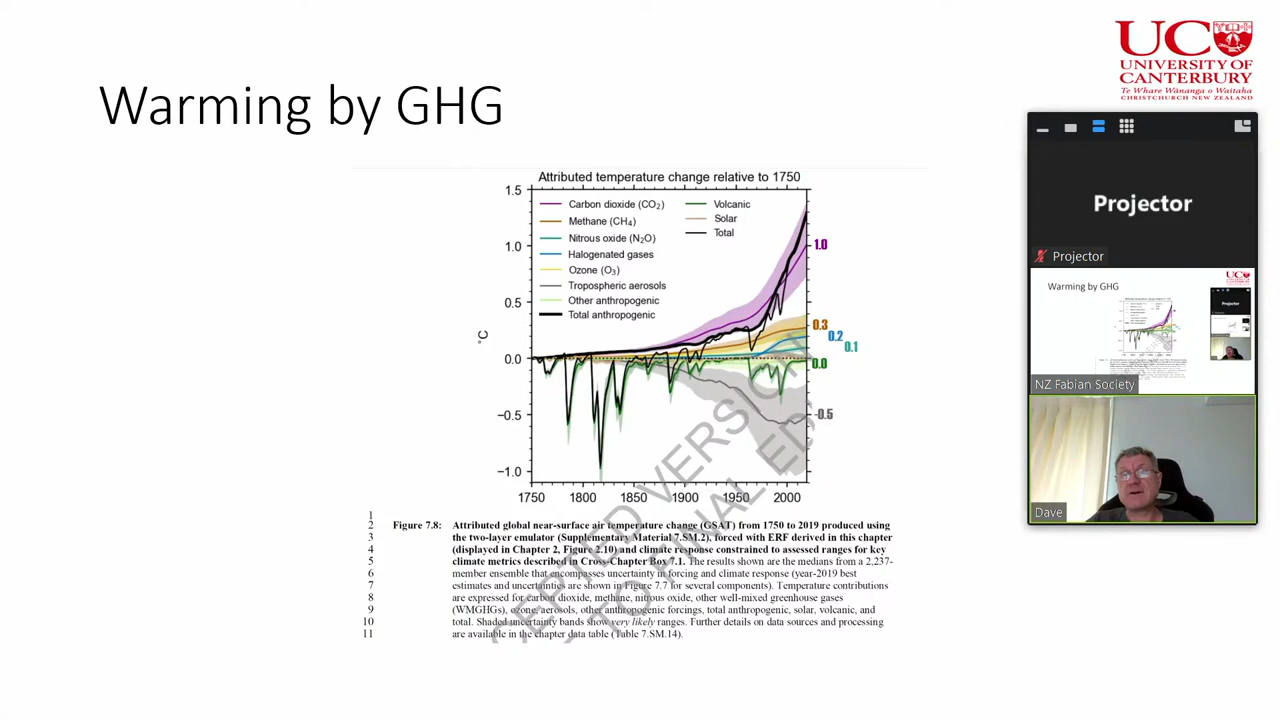 Warming by GHG
UC
UNIVERSITY OF
CANTERBURY
Te Whare Wānanga o Waitaha
CHRISTCHURCH NEW ZEALAND
Attributed temperature change relative to 1750
1.5
1.0
0.5
0.0
−0.5
−1.0
°C
Carbon dioxide (CO2)
Methane (CH4)
Nitrous oxide (N2O)
Halogenated gases
Ozone (O3)
Tropospheric aerosols
Other anthropogenic
Total anthropogenic
Volcanic
Solar
Total
1.0
0.3
0.2
0.1
0.0
-0.5
1750 1800 1850 1900 1950 2000
1
2 Figure 7.8: Attributed global near-surface air temperature change (GSAT) from 1750 to 2019 produced using
3 the two-layer emulator (Supplementary Material 7.SM.2), forced with ERF derived in this chapter
4 (displayed in Chapter 2, Figure 2.10) and climate response constrained to assessed ranges for key
5 climate metrics described in Cross-Chapter Box 7.1. The results shown are the medians from a 2,237-
6 member ensemble that encompasses uncertainty in forcing and climate response (year-2019 best
7 estimates and uncertainties are shown in figure 7.7 for several components). Temperature contributions
8 are expressed for carbon dioxide, methane, nitrous oxide, other well-mixed greenhouse gases
9 (WMGHGs), ozone, aerosols, other anthropogenic forcings, total anthropogenic, solar, volcanic, and
10 total. Shaded uncertainty bands show very likely ranges. Further details on data sources and processing
11 are available in the chapter data table (Table 7.SM.14).
Projector
Projector
Warming by GHG
Projector
NZ Fabian Society
Dave